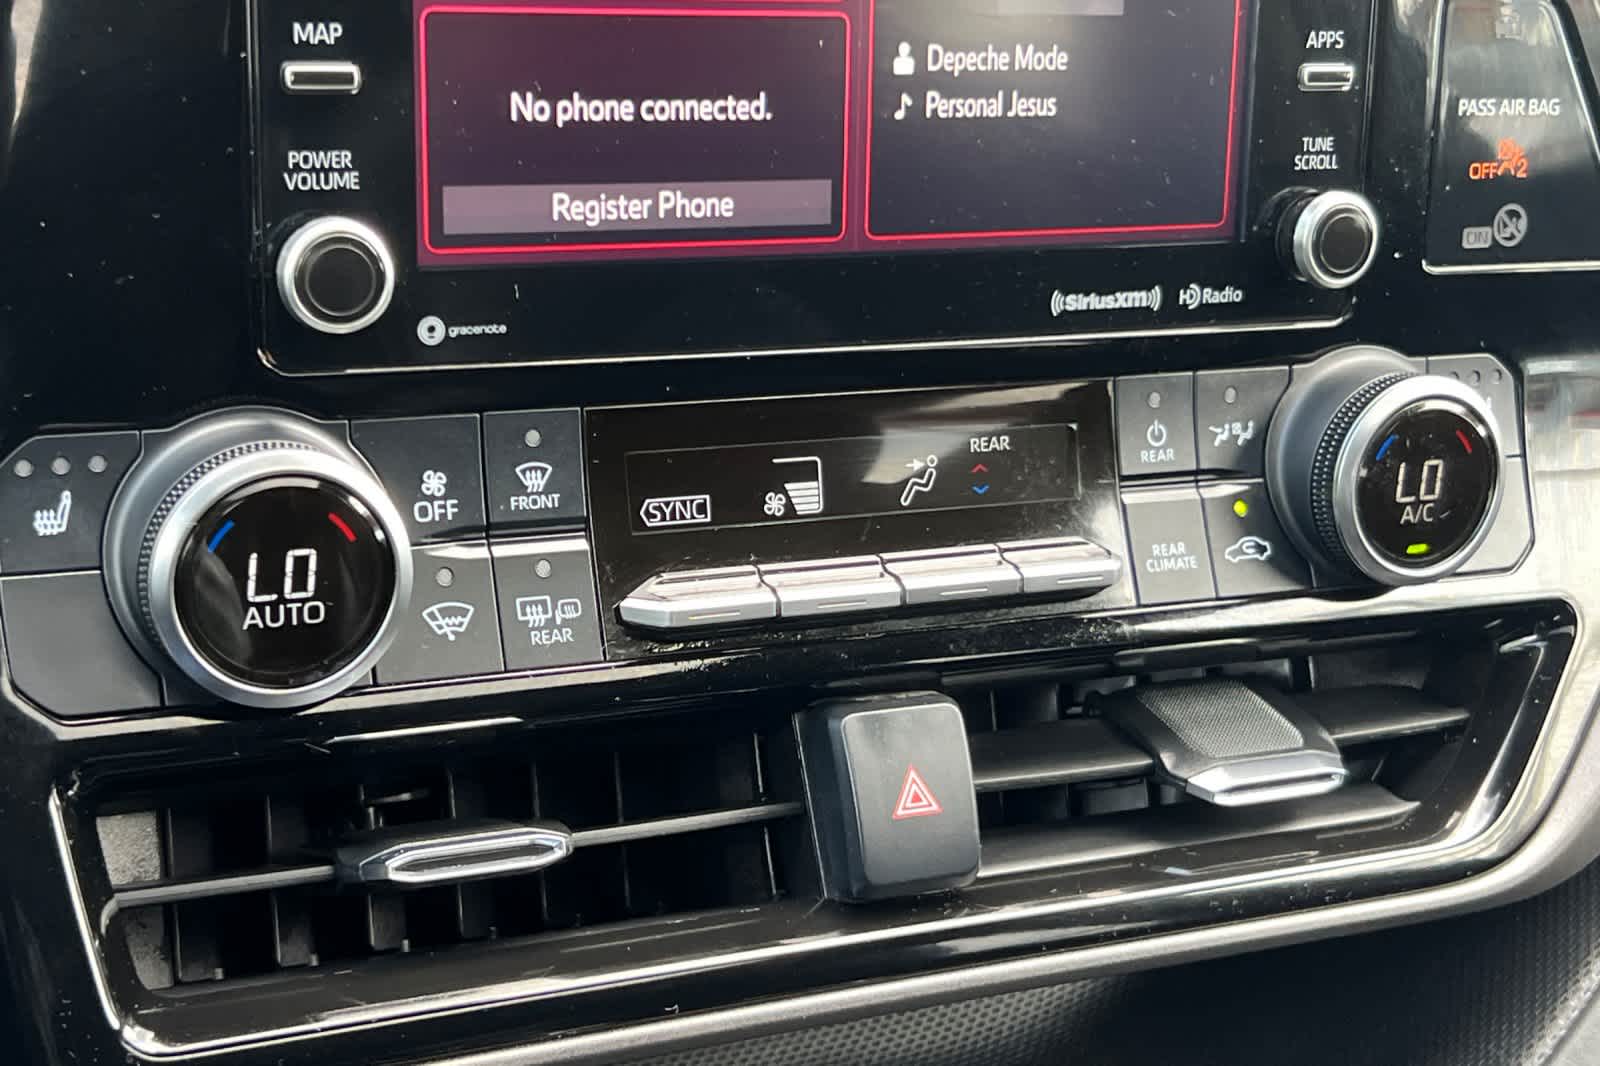 MAP
APPS
No phone connected.
Depeche Mode
Personal Jesus
PASS AIR BAG
OFF 2
ON
POWER
VOLUME
TUNE
SCROLL
Register Phone
gracenote
SiriusXM
HD Radio
LO
AUTO
OFF
FRONT
REAR
SYNC
REAR
REAR
REAR
CLIMATE
LO
A/C